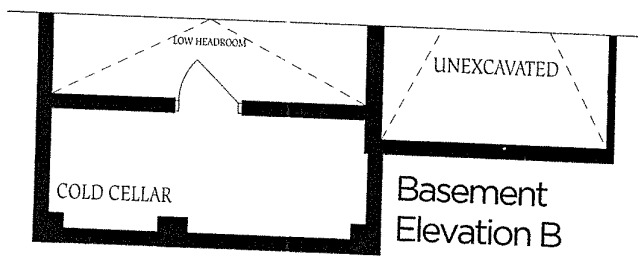 LOW HEADROOM
UNEXCAVATED
COLD CELLAR
Basement
Elevation B